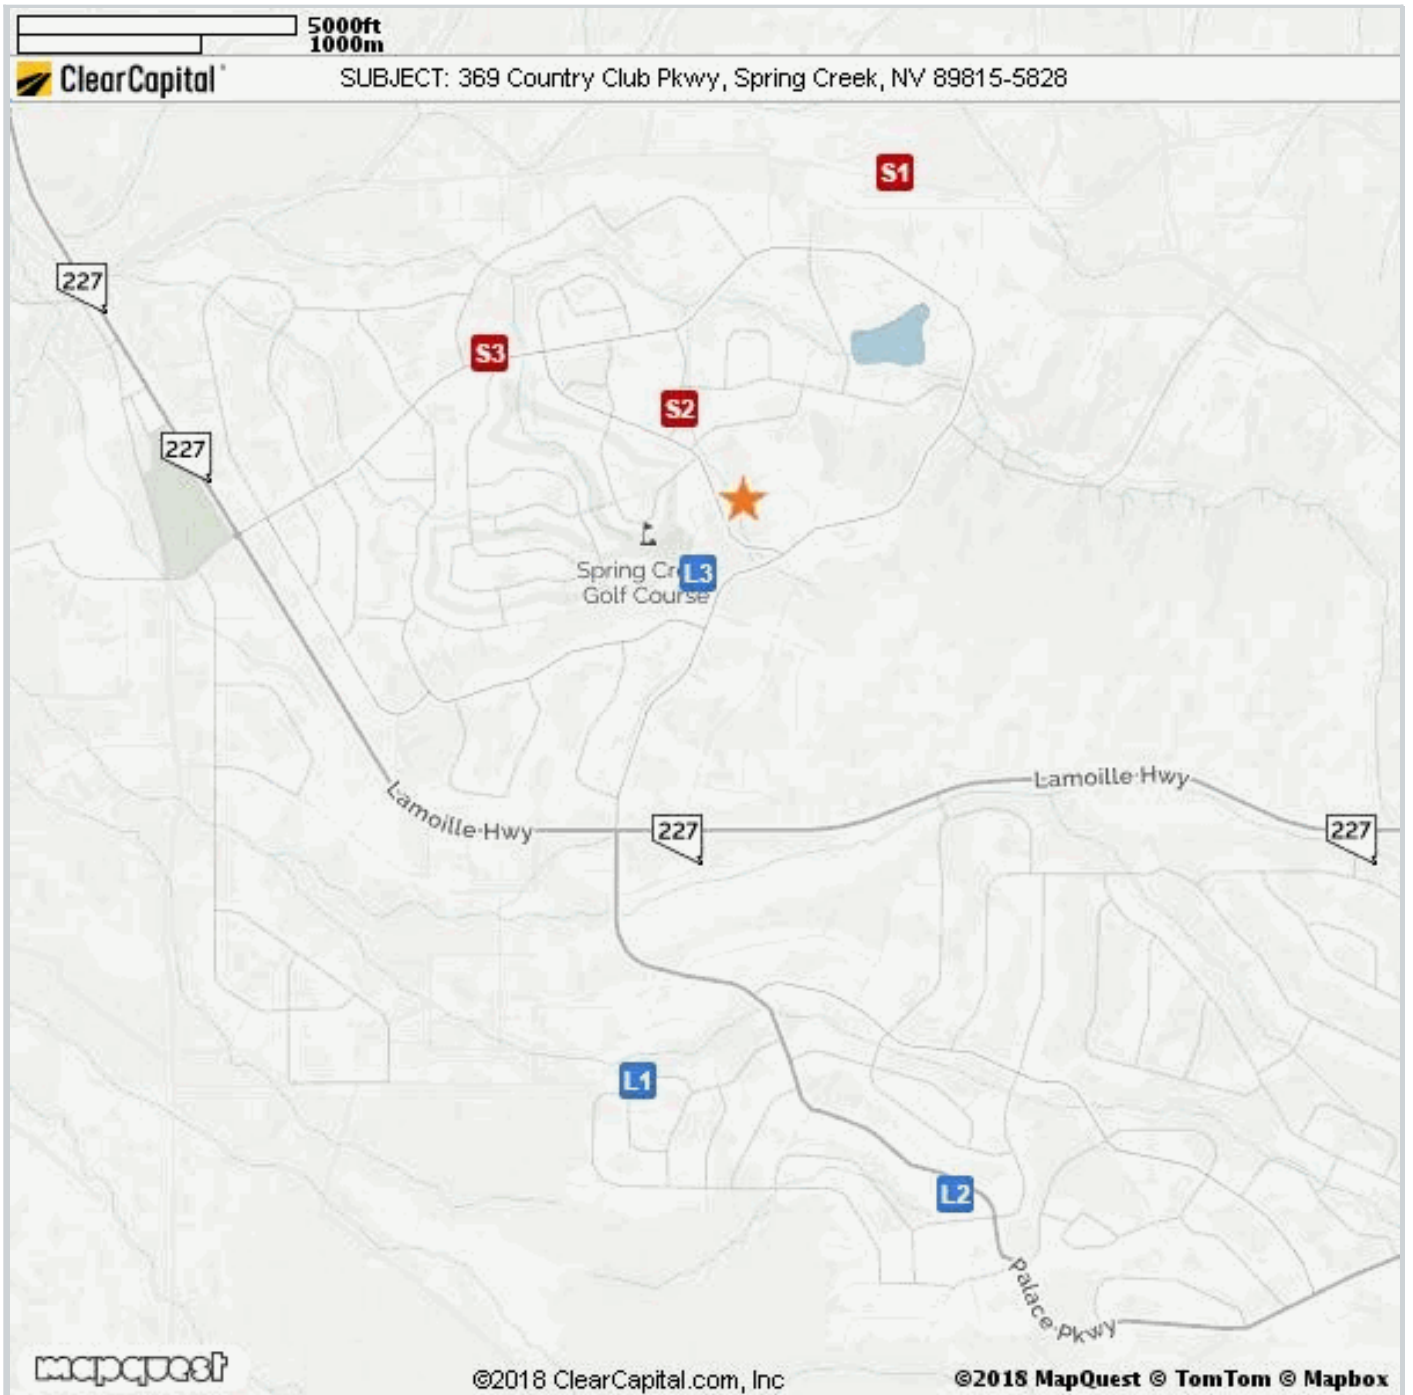 5000ft
1000m
ClearCapital
SUBJECT: 369 Country Club Pkwy, Spring Creek, NV 89815-5828
S1
227
S3
S2
227
Spring Cr
L3
Golf Course
Lamoille Hwy
Lamoille Hwy
227
227
L1
L2
Palace Pkwy
mapquest
©2018 ClearCapital.com, Inc
©2018 MapQuest © TomTom © Mapbox